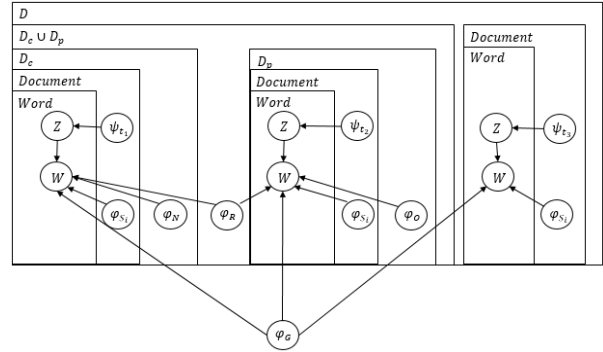 D
D_c ∪ D_p
D_c
D_p
Document
Document
Document
Word
Word
Word
Z
ψ_{t_1}
Z
ψ_{t_2}
Z
ψ_{t_3}
W
W
W
φ_{S_i}
φ_N
φ_R
φ_{S_i}
φ_O
φ_{S_i}
φ_G